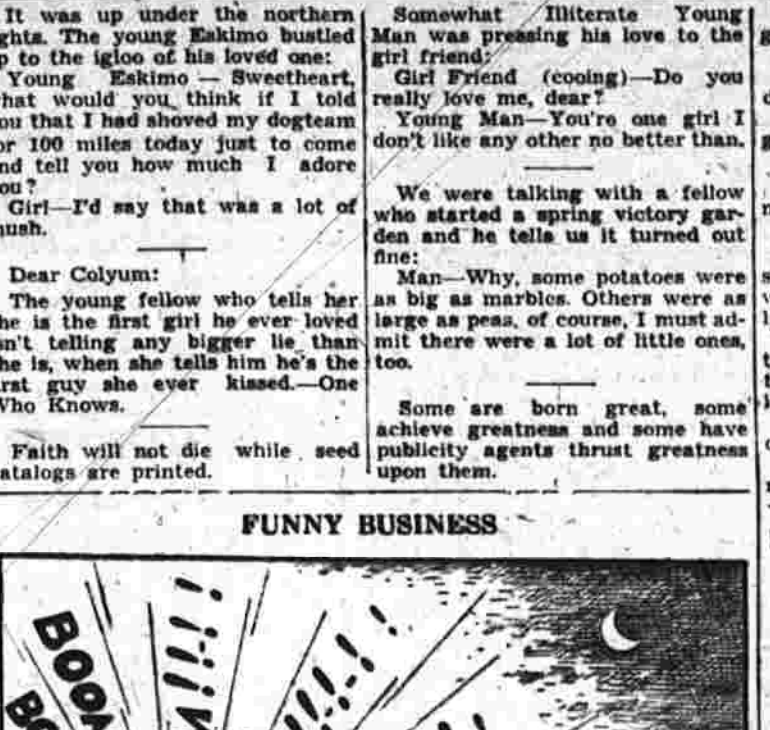 It was up under the northern
ghts. The young Eskimo bustled
p to the igloo of his loved one:
Young Eskimo — Sweetheart,
hat would you think if I told
ou that I had shoved my dogteam
or 100 miles today just to come
nd tell you how much I adore
ou?
Girl—I'd say that was a lot of
ush.
Dear Colyum:
The young fellow who tells her
he is the first girl he ever loved
sn't telling any bigger lie than
he is, when she tells him he's the
irst guy she ever kissed.—One
Who Knows.
Faith will not die while seed
atalogs are printed.
Somewhat Illiterate Young
Man was pressing his love to the
girl friend:
Girl Friend (cooing)—Do you
really love me, dear?
Young Man—You're one girl I
don't like any other no better than.
We were talking with a fellow
who started a spring victory gar-
den and he tells us it turned out
fine:
Man—Why, some potatoes were
as big as marbles. Others were as
large as peas, of course, I must ad-
mit there were a lot of little ones,
too.
Some are born great, some
achieve greatness and some have
publicity agents thrust greatness
upon them.
FUNNY BUSINESS
BOOM